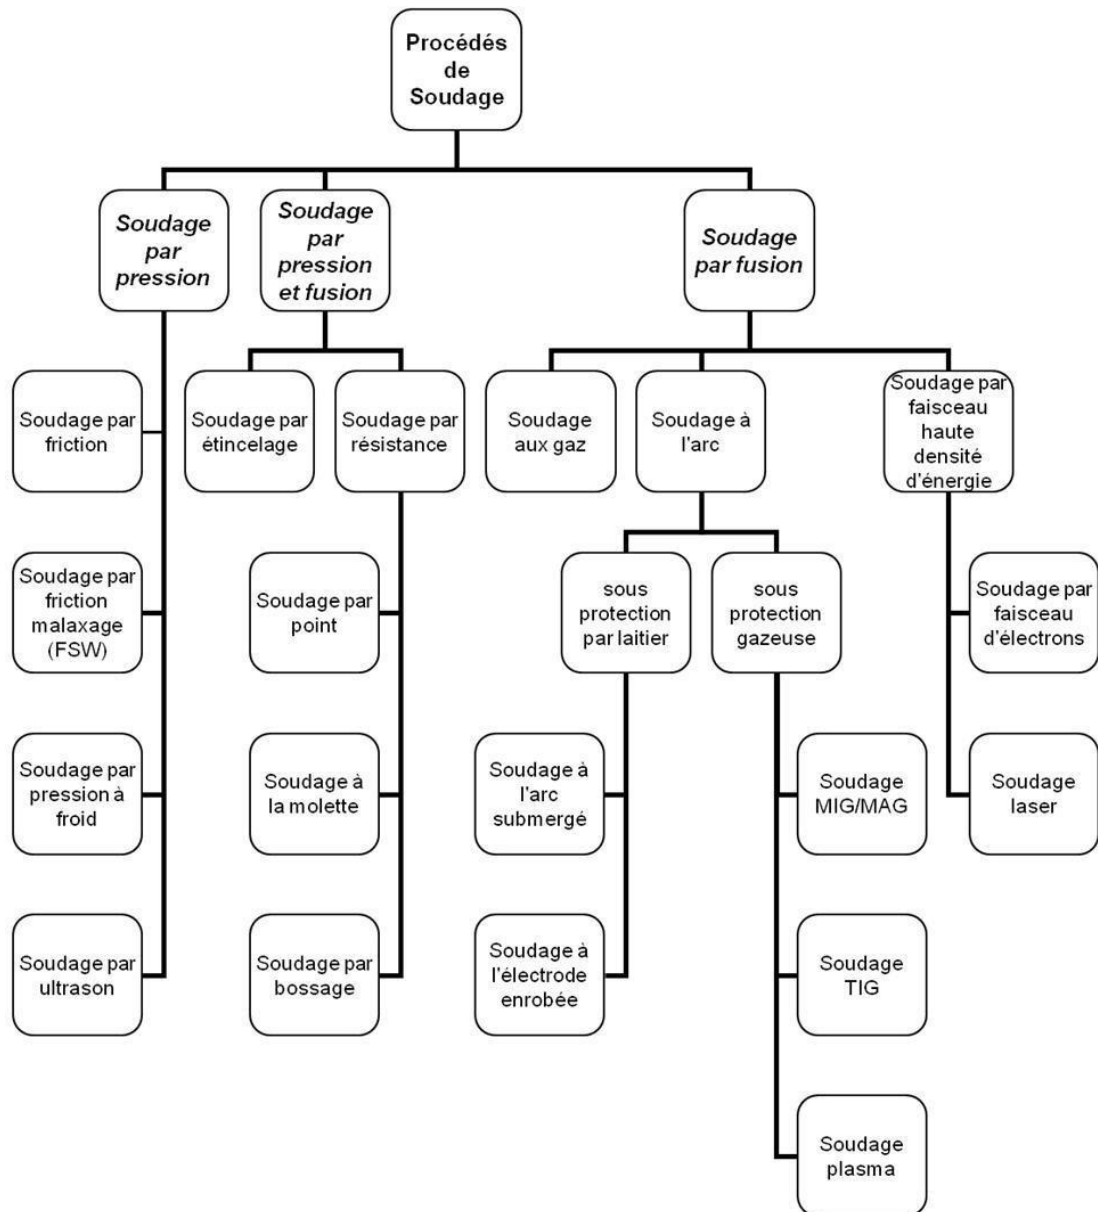 Procédés
de
Soudage
Soudage
par
pression
Soudage
par
pression
et fusion
Soudage
par fusion
Soudage par
friction
Soudage par
étincelage
Soudage par
résistance
Soudage
aux gaz
Soudage à
l'arc
Soudage par
faisceau
haute
densité
d'énergie
Soudage par
friction
malaxage
(FSW)
Soudage par
point
sous
protection
par laitier
sous
protection
gazeuse
Soudage par
faisceau
d'électrons
Soudage par
pression à
froid
Soudage à
la molette
Soudage à
l'arc
submergé
Soudage
MIG/MAG
Soudage
laser
Soudage par
ultrason
Soudage par
bossage
Soudage à
l'électrode
enrobée
Soudage
TIG
Soudage
plasma